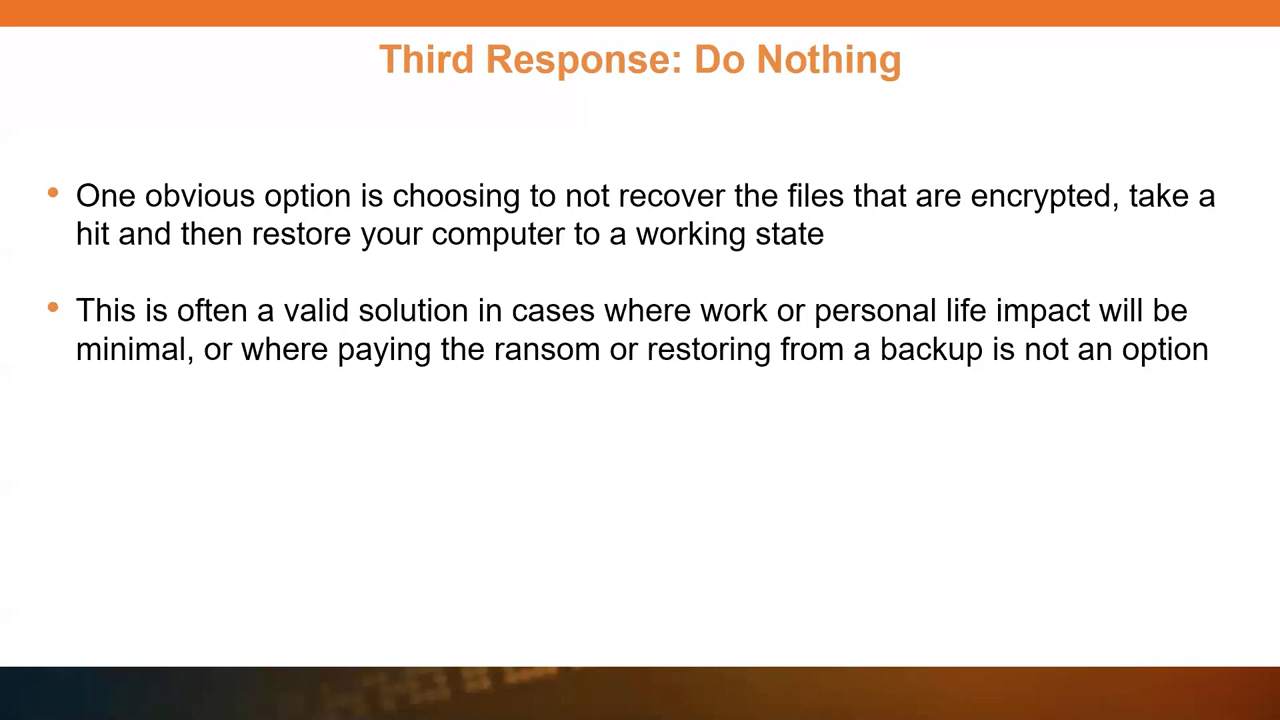 Third Response: Do Nothing
• One obvious option is choosing to not recover the files that are encrypted, take a
hit and then restore your computer to a working state
• This is often a valid solution in cases where work or personal life impact will be
minimal, or where paying the ransom or restoring from a backup is not an option